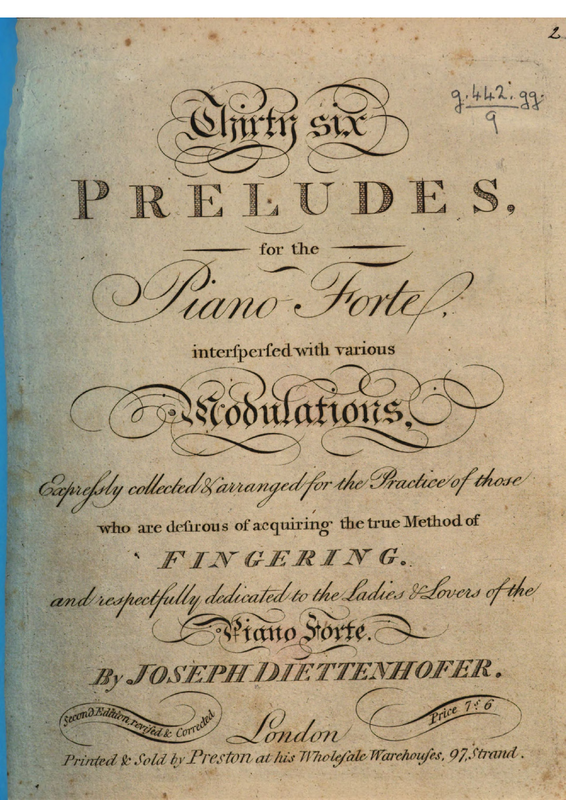 2
g.442.gg.
9
Thirty six
PRELUDES,
for the
Piano Forte,
interſperſed with various
Modulations,
Expreſsly collected & arranged for the Practice of those
who are deſirous of acquiring the true Method of
FINGERING.
and respectfully dedicated to the Ladies & Lovers of the
Piano Forte.
By JOSEPH DIETTENHOFER.
Second Edition, reviſed & Corrected
Price 7ſ 6
London
Printed & Sold by Preston at his Wholeſale Warehouſes, 97, Strand.